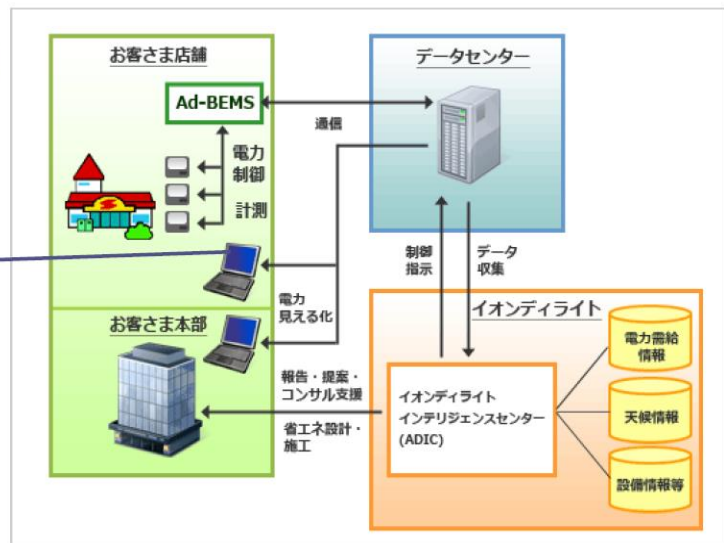 お客さま店舗
Ad-BEMS
電力
制御
計測
データセンター
通信
制御
指示
データ
収集
電力
見える化
お客さま本部
報告・提案・
コンサル支援
省エネ設計・
施工
イオンディライト
イオンディライト
インテリジェンスセンター
(ADIC)
電力需給
情報
天候情報
設備情報等